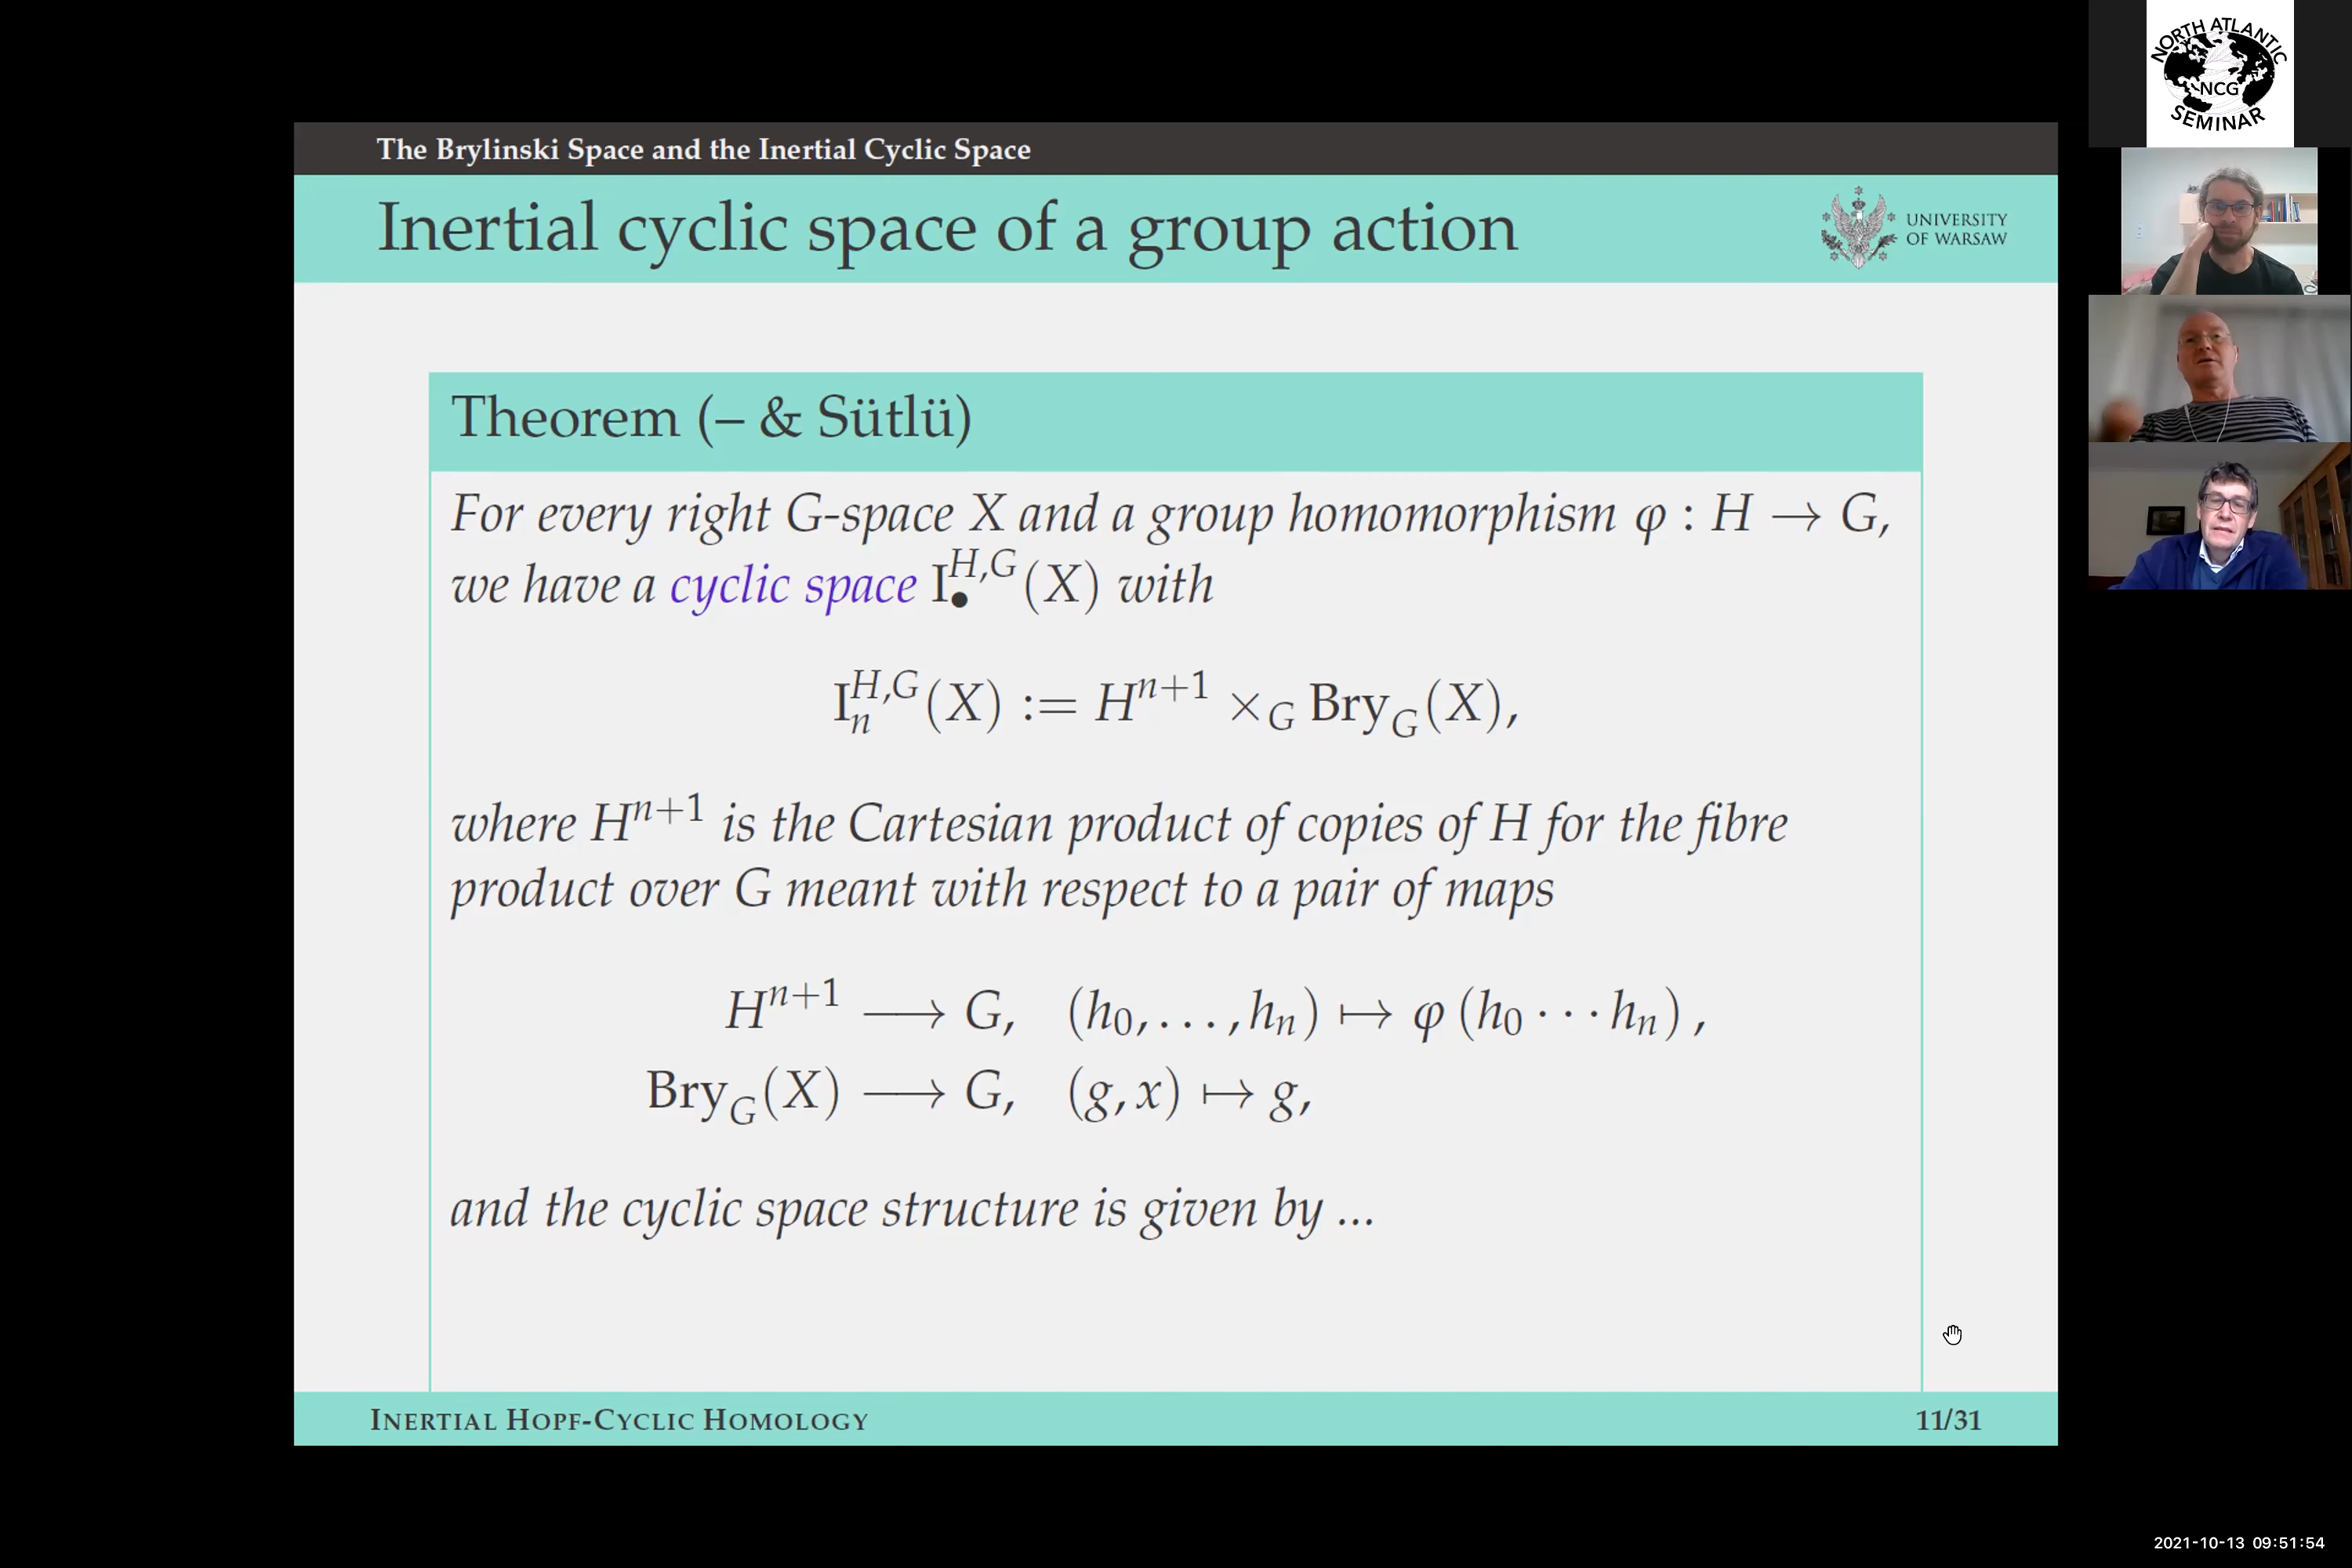 The Brylinski Space and the Inertial Cyclic Space
Inertial cyclic space of a group action
UNIVERSITY
OF WARSAW
Theorem (– & Sütlü)
For every right G-space X and a group homomorphism φ : H → G,
we have a cyclic space I•^{H,G}(X) with
I_n^{H,G}(X) := H^{n+1} ×_G Bry_G(X),
where H^{n+1} is the Cartesian product of copies of H for the fibre
product over G meant with respect to a pair of maps
H^{n+1} ⟶ G, (h_0, . . . , h_n) ↦ φ (h_0 · · · h_n) ,
Bry_G(X) ⟶ G, (g, x) ↦ g,
and the cyclic space structure is given by ...
INERTIAL HOPF-CYCLIC HOMOLOGY
11/31
NORTH ATLANTIC
NCG
SEMINAR
2021-10-13 09:51:54